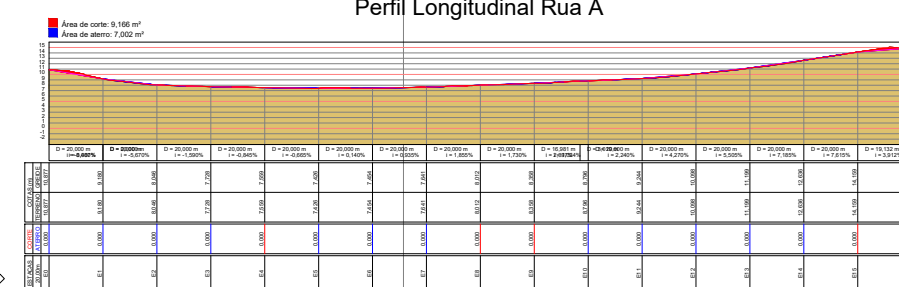 Perfil Longitudinal Rua A
Área de corte: 9,166 m²
Área de aterro: 7,002 m²
15
14
13
12
11
10
9
8
7
6
5
4
3
2
1
0
-1
-2
D = 20,000 m D = 20,000 m D = 20,000 m D = 20,000 m D = 20,000 m D = 20,000 m D = 20,000 m D = 20,000 m D = 16,981 m D = 20,000 m D = 20,000 m D = 20,000 m D = 20,000 m D = 20,000 m D = 19,132 m
i = -5,670% i = -1,590% i = -0,845% i = -0,665% i = 0,140% i = 0,935% i = 1,855% i = 1,730% i = 2,240% i = 4,270% i = 5,505% i = 7,185% i = 7,615% i = 3,912%
COTAS (m)
GREIDE 10,877 9,180 8,046 7,728 7,559 7,426 7,454 7,641 8,012 8,358 8,796 9,244 10,098 11,199 12,636 14,159
TERRENO 10,877 9,180 8,046 7,728 7,559 7,426 7,454 7,641 8,012 8,358 8,796 9,244 10,098 11,199 12,636 14,159
CORTE
ATERRO 0,000 0,000 0,000 0,000 0,000 0,000 0,000 0,000 0,000 0,000 0,000 0,000 0,000 0,000 0,000 0,000
ESTACAS
20,00m E0 E1 E2 E3 E4 E5 E6 E7 E8 E9 E10 E11 E12 E13 E14 E15